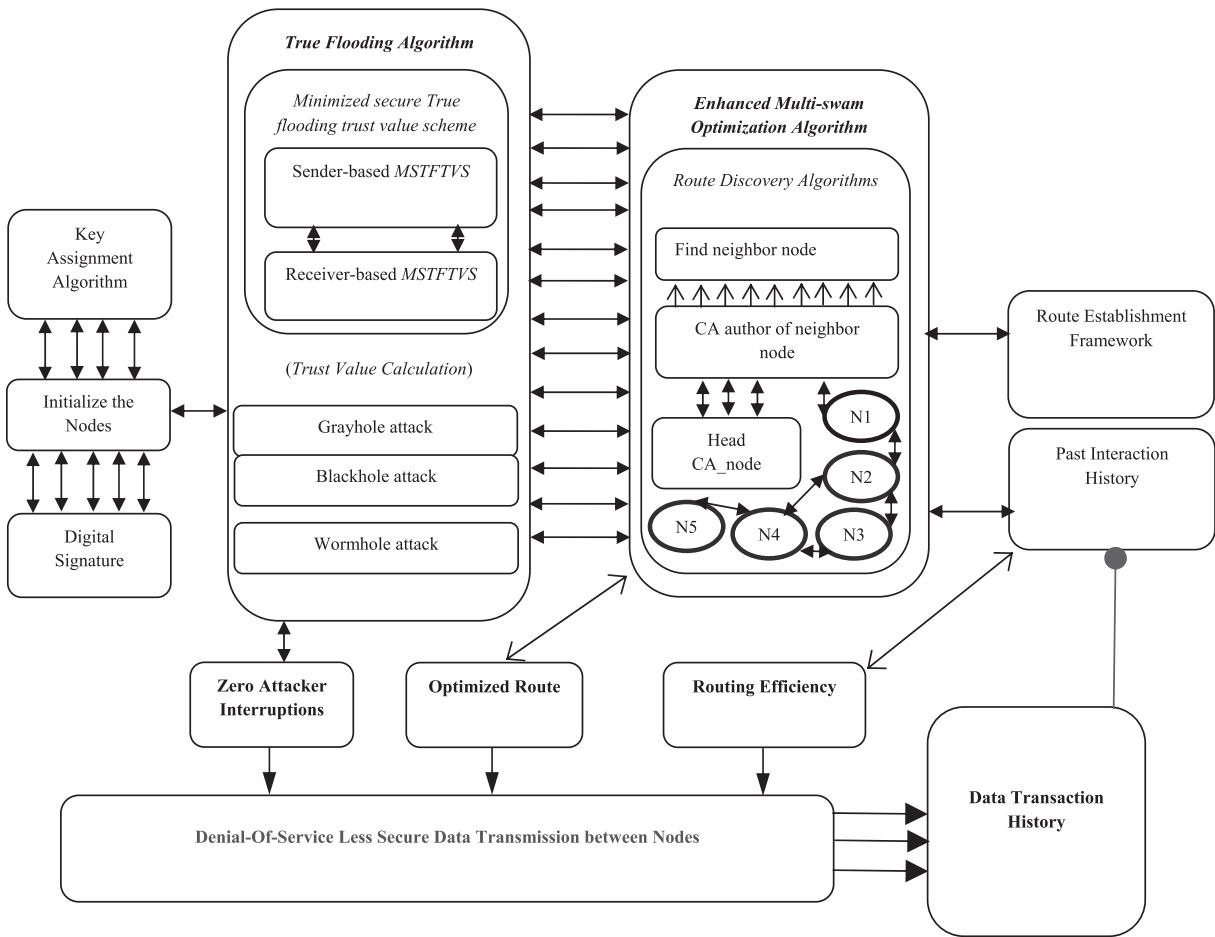 True Flooding Algorithm
Minimized secure True
flooding trust value scheme
Sender-based MSTFTVS
Receiver-based MSTFTVS
(Trust Value Calculation)
Grayhole attack
Blackhole attack
Wormhole attack
Key
Assignment
Algorithm
Initialize the
Nodes
Digital
Signature
Enhanced Multi-swam
Optimization Algorithm
Route Discovery Algorithms
Find neighbor node
CA author of neighbor
node
Head
CA_node
N1
N2
N3
N4
N5
Route Establishment
Framework
Past Interaction
History
Zero Attacker
Interruptions
Optimized Route
Routing Efficiency
Denial-Of-Service Less Secure Data Transmission between Nodes
Data Transaction
History